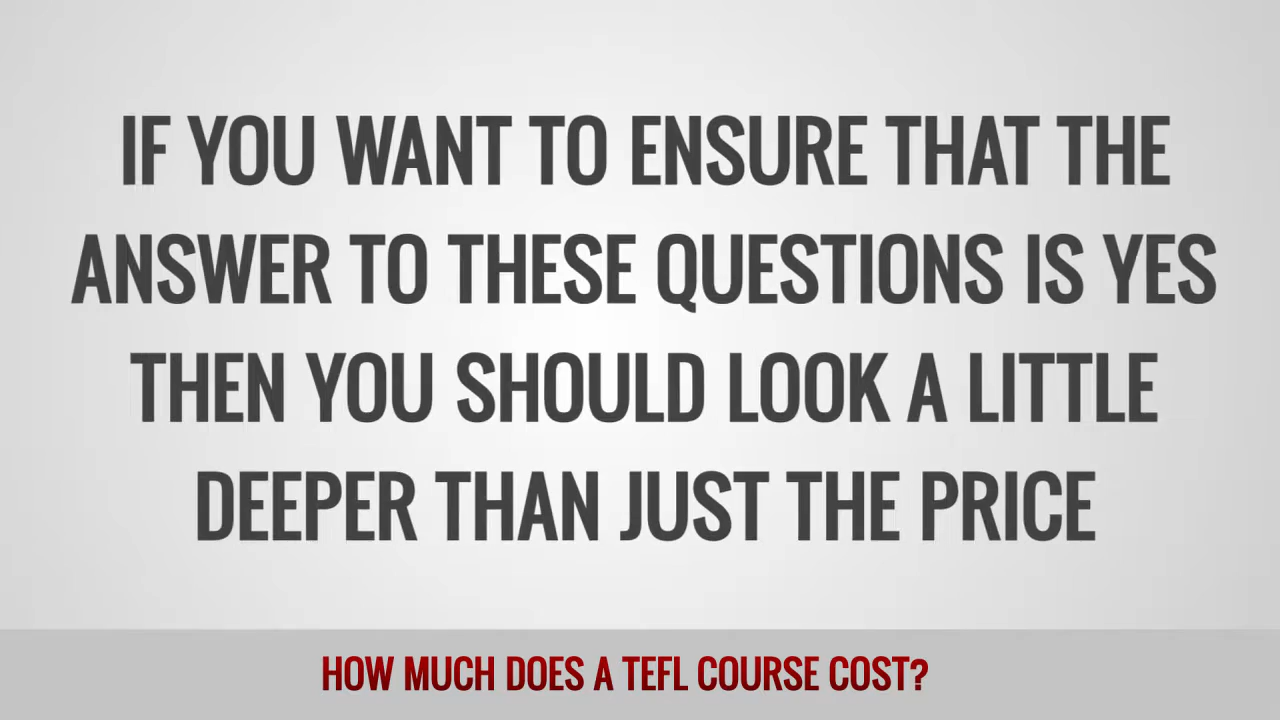 IF YOU WANT TO ENSURE THAT THE
ANSWER TO THESE QUESTIONS IS YES
THEN YOU SHOULD LOOK A LITTLE
DEEPER THAN JUST THE PRICE
HOW MUCH DOES A TEFL COURSE COST?